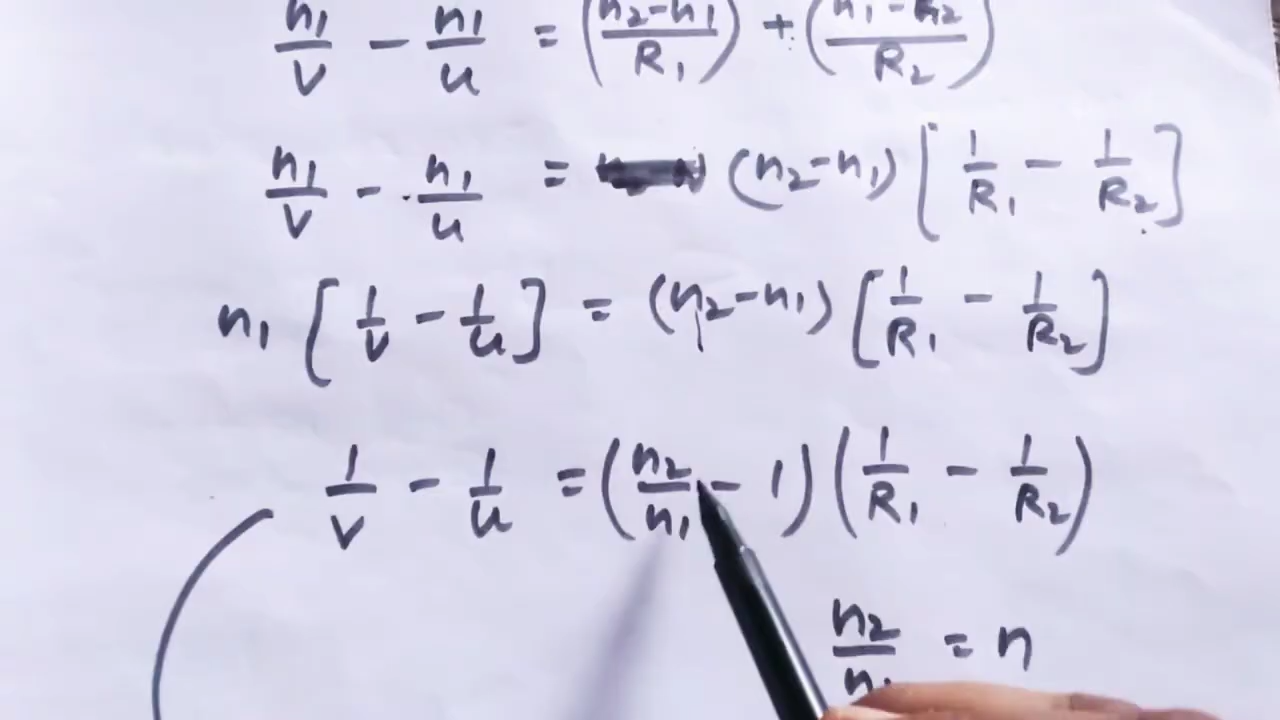 n₁/v - n₁/u = (n₂-n₁/R₁) + (n₁-n₂/R₂)
n₁/v - n₁/u = (n₂-n₁) [1/R₁ - 1/R₂]
n₁ [1/v - 1/u] = (n₂-n₁) [1/R₁ - 1/R₂]
1/v - 1/u = (n₂/n₁ - 1) (1/R₁ - 1/R₂)
n₂/n₁ = n